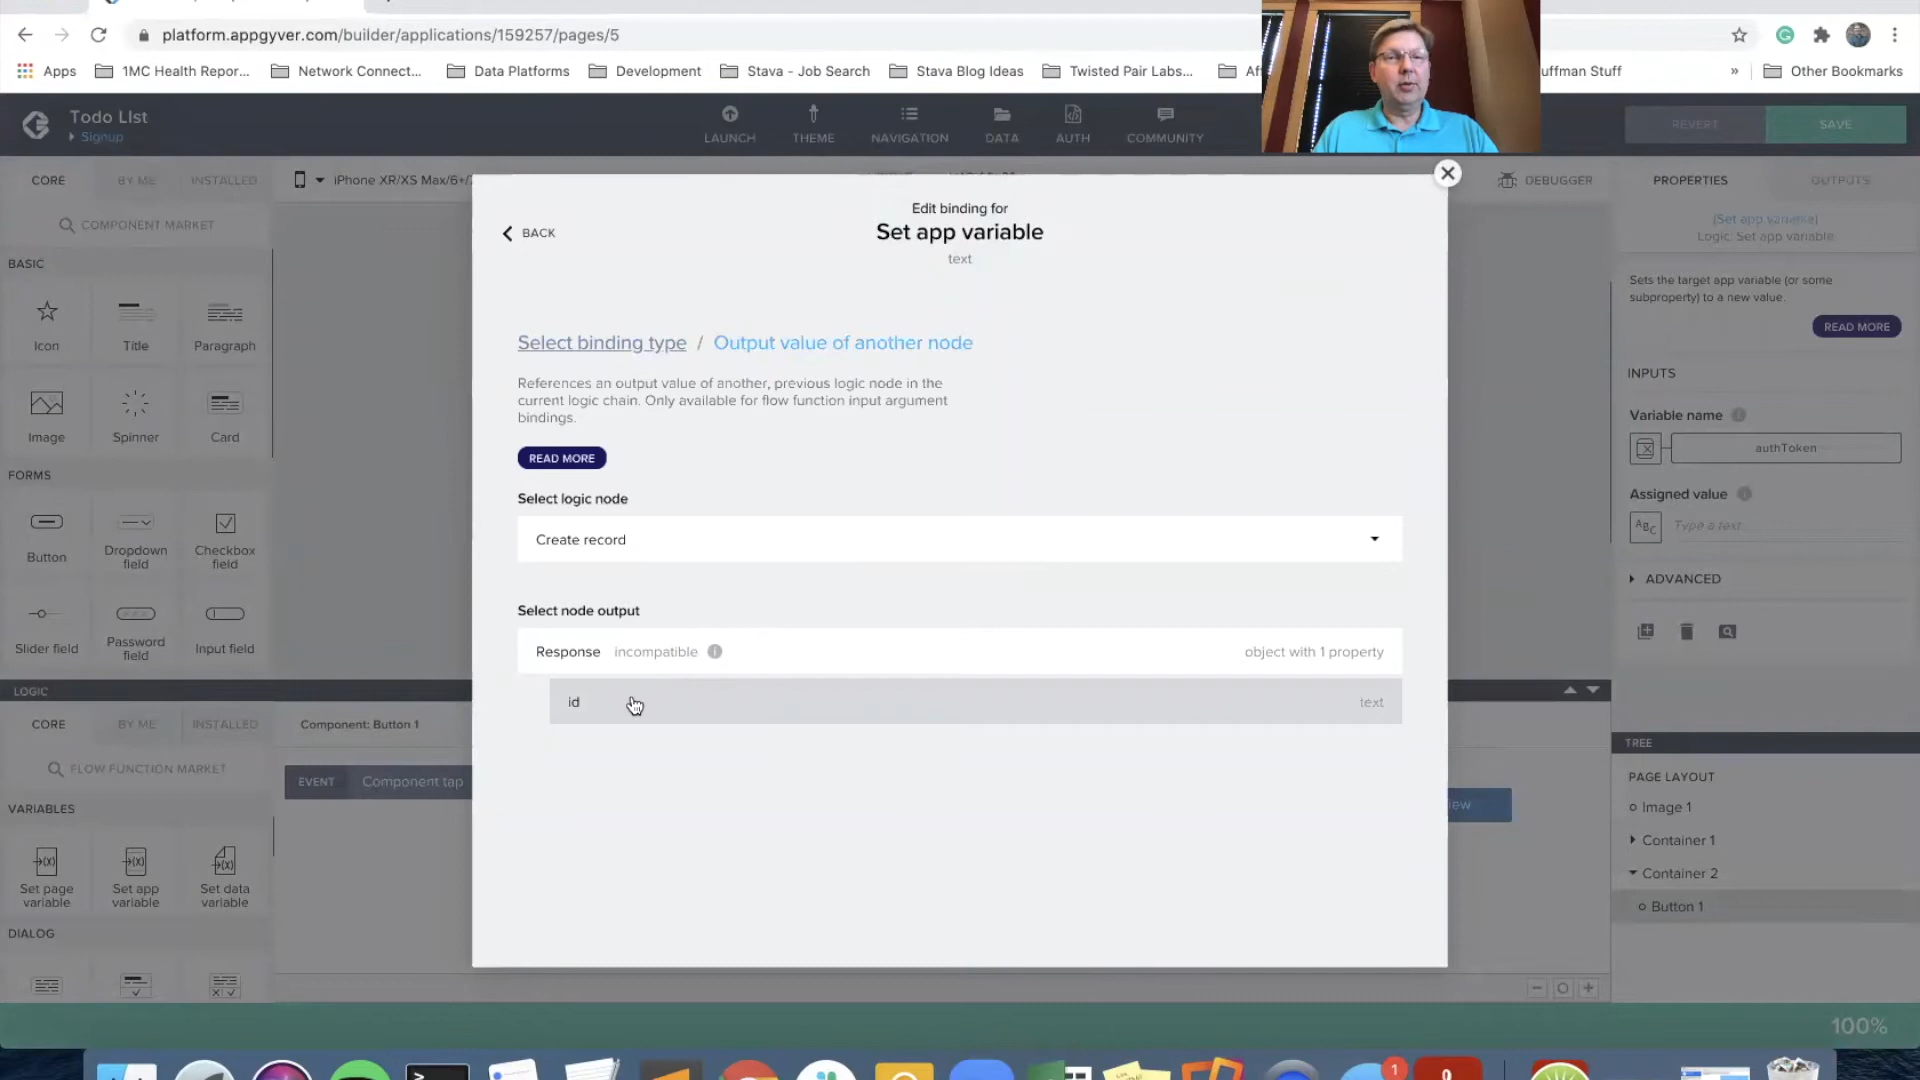 platform.appgyver.com/builder/applications/159257/pages/5
Apps
1MC Health Repor...
Network Connect...
Data Platforms
Development
Stava - Job Search
Stava Blog Ideas
Twisted Pair Labs...
uffman Stuff
»
Other Bookmarks
Todo LIst
Signup
LAUNCH
THEME
NAVIGATION
DATA
AUTH
COMMUNITY
REVERT
SAVE
CORE
BY ME
INSTALLED
iPhone XR/XS Max/6+/7
DEBUGGER
PROPERTIES
OUTPUTS
COMPONENT MARKET
BASIC
Icon
Title
Paragraph
Image
Spinner
Card
FORMS
Button
Dropdown field
Checkbox field
Slider field
Password field
Input field
BACK
Edit binding for
Set app variable
text
Select binding type / Output value of another node
References an output value of another, previous logic node in the
current logic chain. Only available for flow function input argument
bindings.
READ MORE
Select logic node
Create record
Select node output
Response incompatible object with 1 property
id text
(Set app variable)
Logic: Set app variable
Sets the target app variable (or some
subproperty) to a new value.
READ MORE
INPUTS
Variable name
authToken
Assigned value
ABC
Type a text
ADVANCED
LOGIC
CORE
BY ME
INSTALLED
Component: Button 1
FLOW FUNCTION MARKET
EVENT Component tap
VARIABLES
Set page variable
Set app variable
Set data variable
DIALOG
TREE
PAGE LAYOUT
Image 1
Container 1
Container 2
Button 1
100%
1